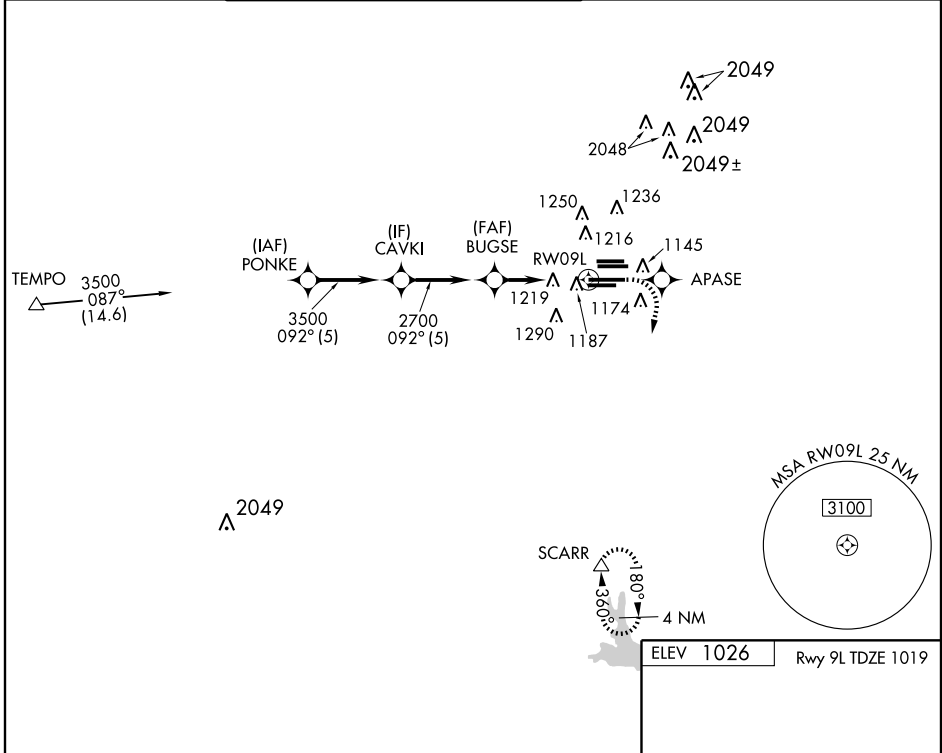 2049
2048
2049
2049±
1250
1236
1216
1145
(IAF)
PONKE
(IF)
CAVKI
(FAF)
BUGSE
RW09L
APASE
TEMPO
3500
087°
(14.6)
3500
092° (5)
2700
092° (5)
1219
1174
1290
1187
2049
MSA RW09L 25 NM
3100
SCARR
180°
360°
4 NM
ELEV 1026
Rwy 9L TDZE 1019